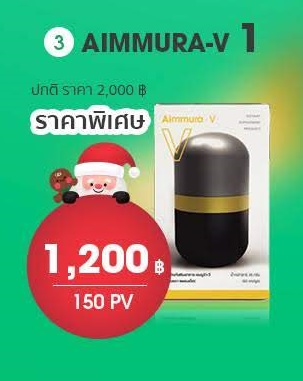 3 AIMMURA-V 1
ปกติ ราคา 2,000 ฿
ราคาพิเศษ
Aimmura - V
V
1,200 ฿
150 PV